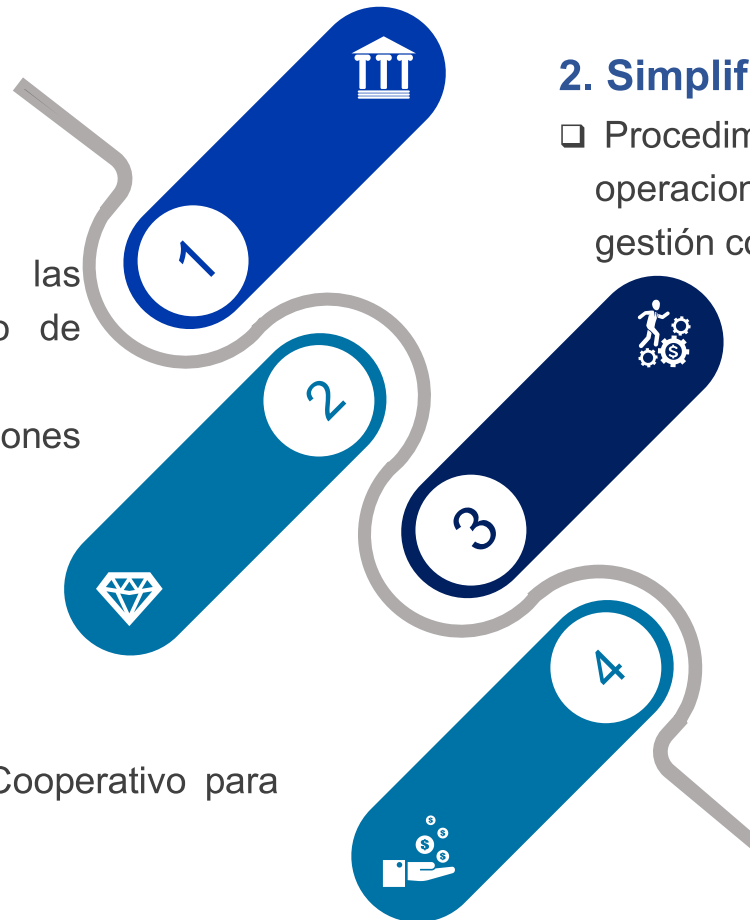 2. Simplif
❑ Procedim
operacion
gestión co
las
o de
ones
1
2
3
4
Cooperativo para